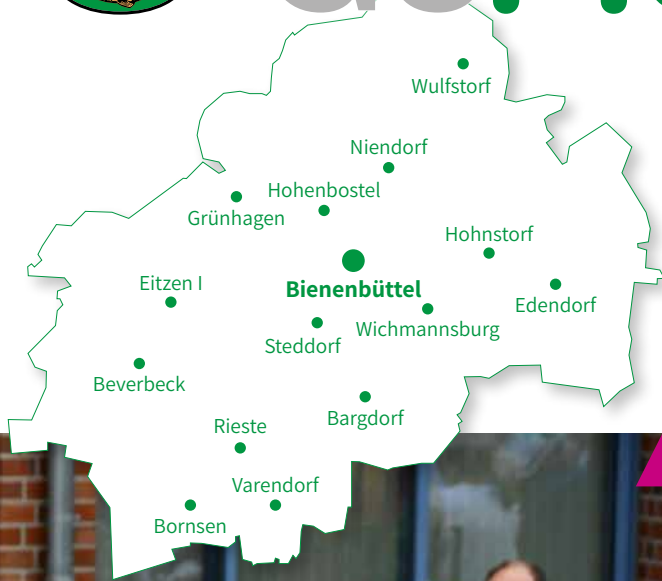 Wulfstorf
Niendorf
Hohenbostel
Grünhagen
Hohnstorf
Eitzen I
Bienenbüttel
Edendorf
Wichmannsburg
Steddorf
Beverbeck
Bargdorf
Rieste
Varendorf
Bornsen